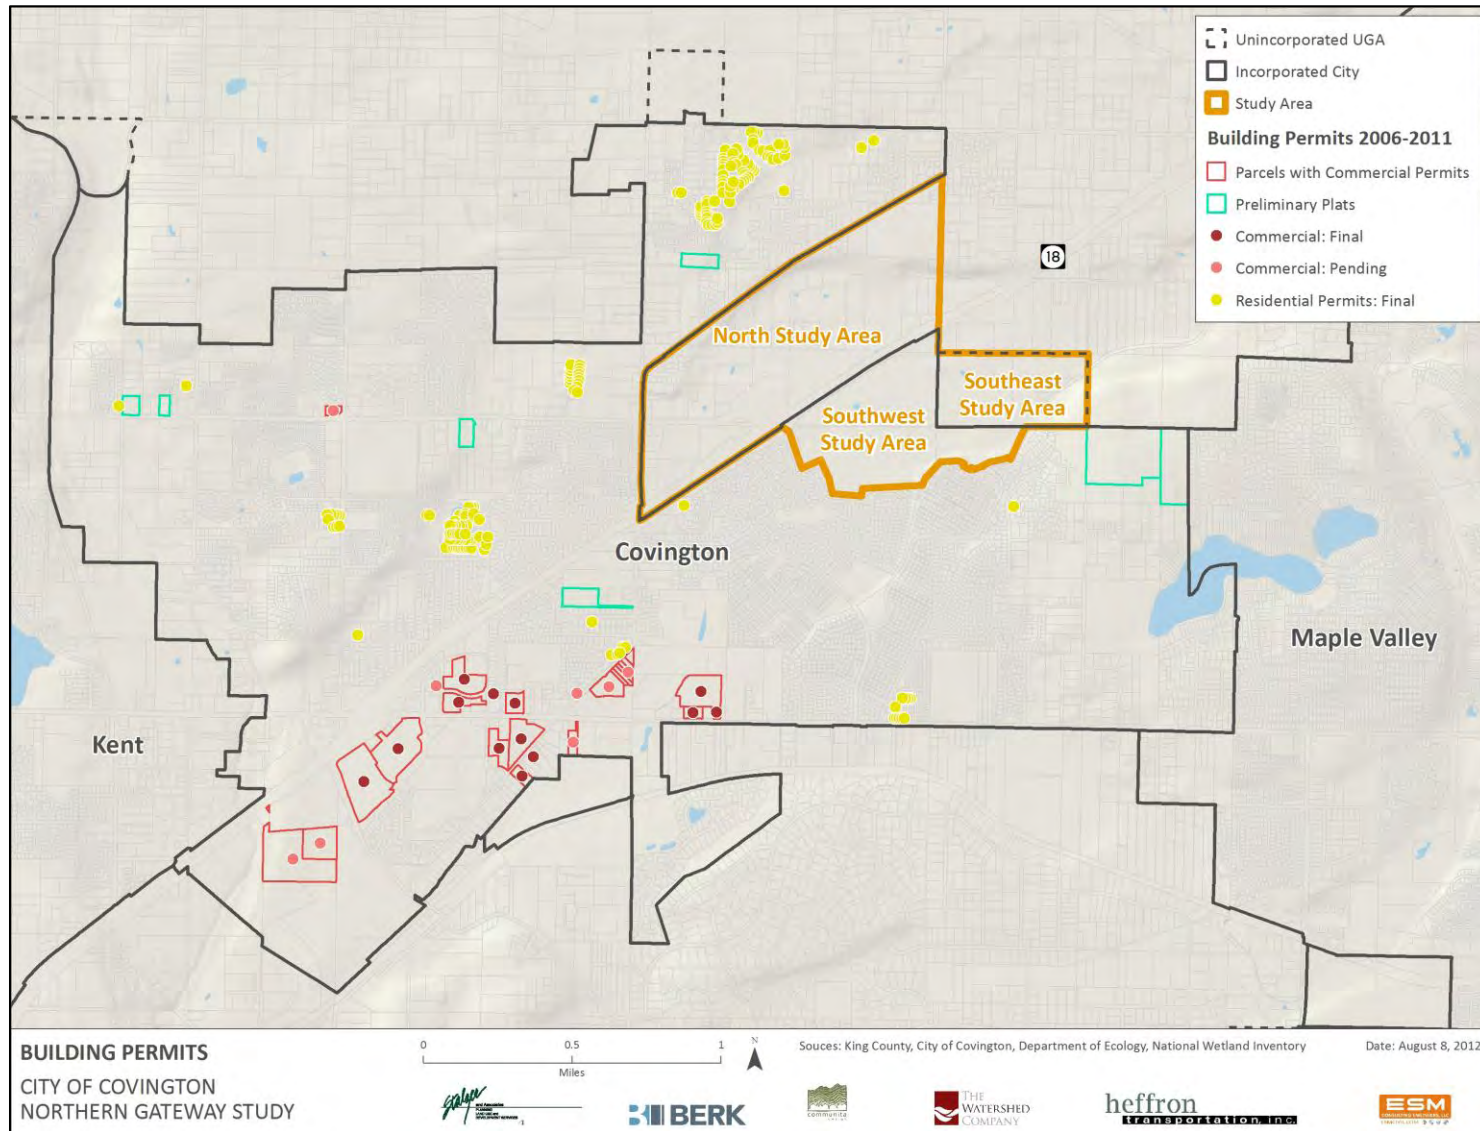 Unincorporated UGA
Incorporated City
Study Area
Building Permits 2006-2011
Parcels with Commercial Permits
Preliminary Plats
Commercial: Final
Commercial: Pending
Residential Permits: Final
18
North Study Area
Southeast
Study Area
Southwest
Study Area
Covington
Maple Valley
Kent
BUILDING PERMITS
CITY OF COVINGTON
NORTHERN GATEWAY STUDY
0 0.5 1
Miles
N
Souces: King County, City of Covington, Department of Ecology, National Wetland Inventory
Date: August 8, 2012
BERK
communita
THE
WATERSHED
COMPANY
heffron
transportation, inc.
ESM